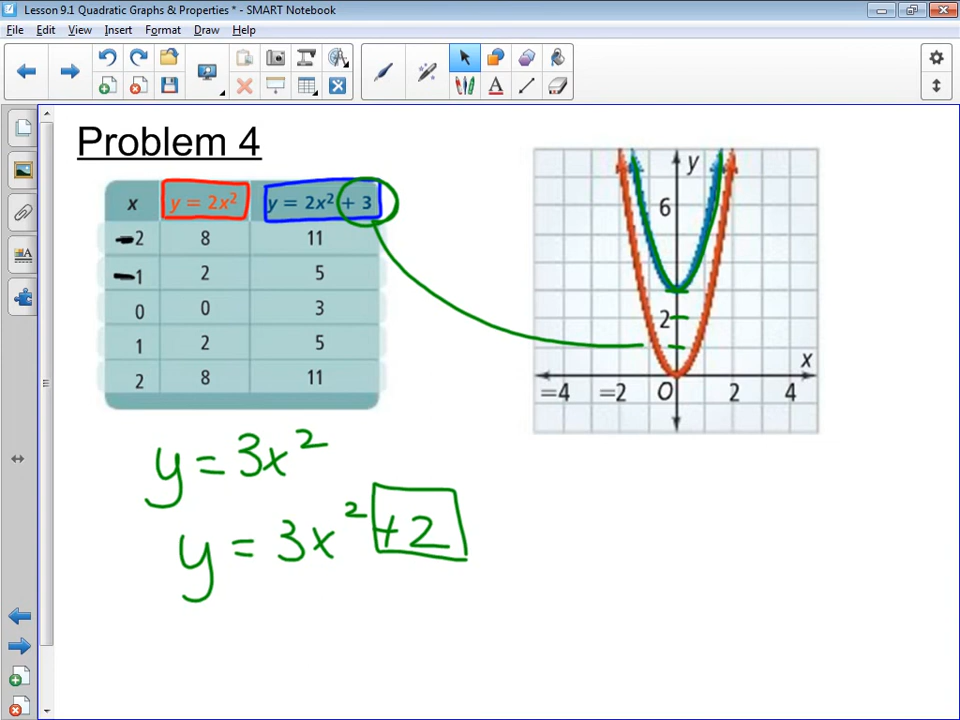 Lesson 9.1 Quadratic Graphs & Properties * - SMART Notebook
File Edit View Insert Format Draw Help
Problem 4
x y = 2x² y = 2x² + 3
-2 8 11
-1 2 5
0 0 3
1 2 5
2 8 11
y
6
2
x
=4 =2 O 2 4
y = 3x²
y = 3x² +2